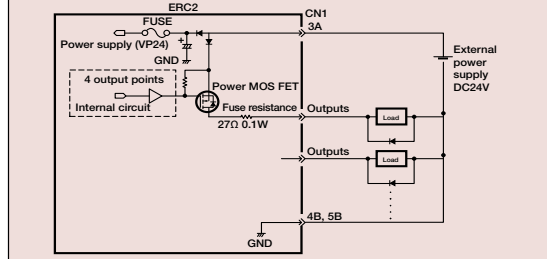 ERC2
CN1
FUSE
3A
Power supply (VP24)
+
GND
External
power
supply
DC24V
4 output points
Internal circuit
Power MOS FET
Fuse resistance
27Ω 0.1W
Outputs
Load
Outputs
Load
4B, 5B
GND